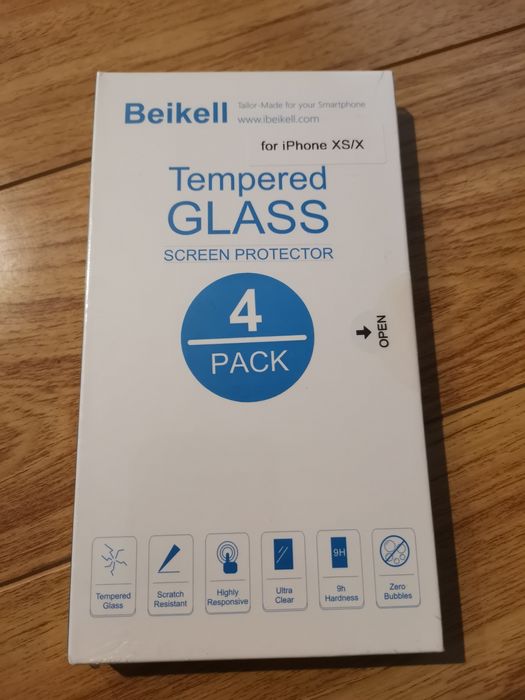 Beikell
Tailor-Made for your Smartphone
www.ibeikell.com
for iPhone XS/X
Tempered
GLASS
SCREEN PROTECTOR
4
PACK
OPEN
9H
Tempered
Glass
Scratch
Resistant
Highly
Responsive
Ultra
Clear
9h
Hardness
Zero
Bubbles